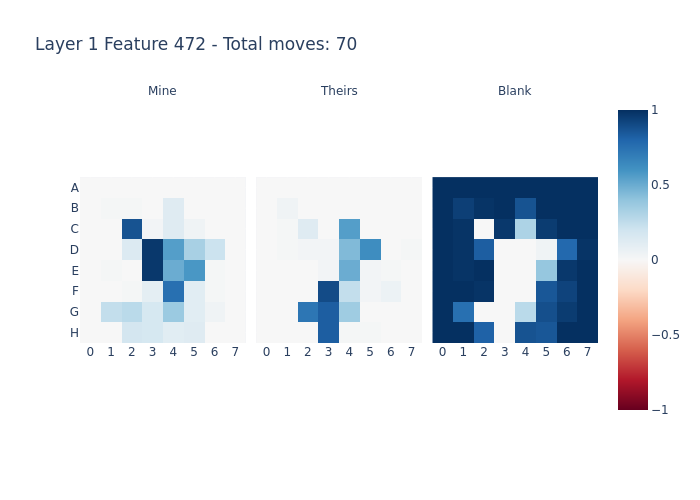 Layer 1 Feature 472 - Total moves: 70
Mine Theirs Blank
A
B
C
D
E
F
G
H
0 1 2 3 4 5 6 7 0 1 2 3 4 5 6 7 0 1 2 3 4 5 6 7
1
0.5
0
−0.5
−1